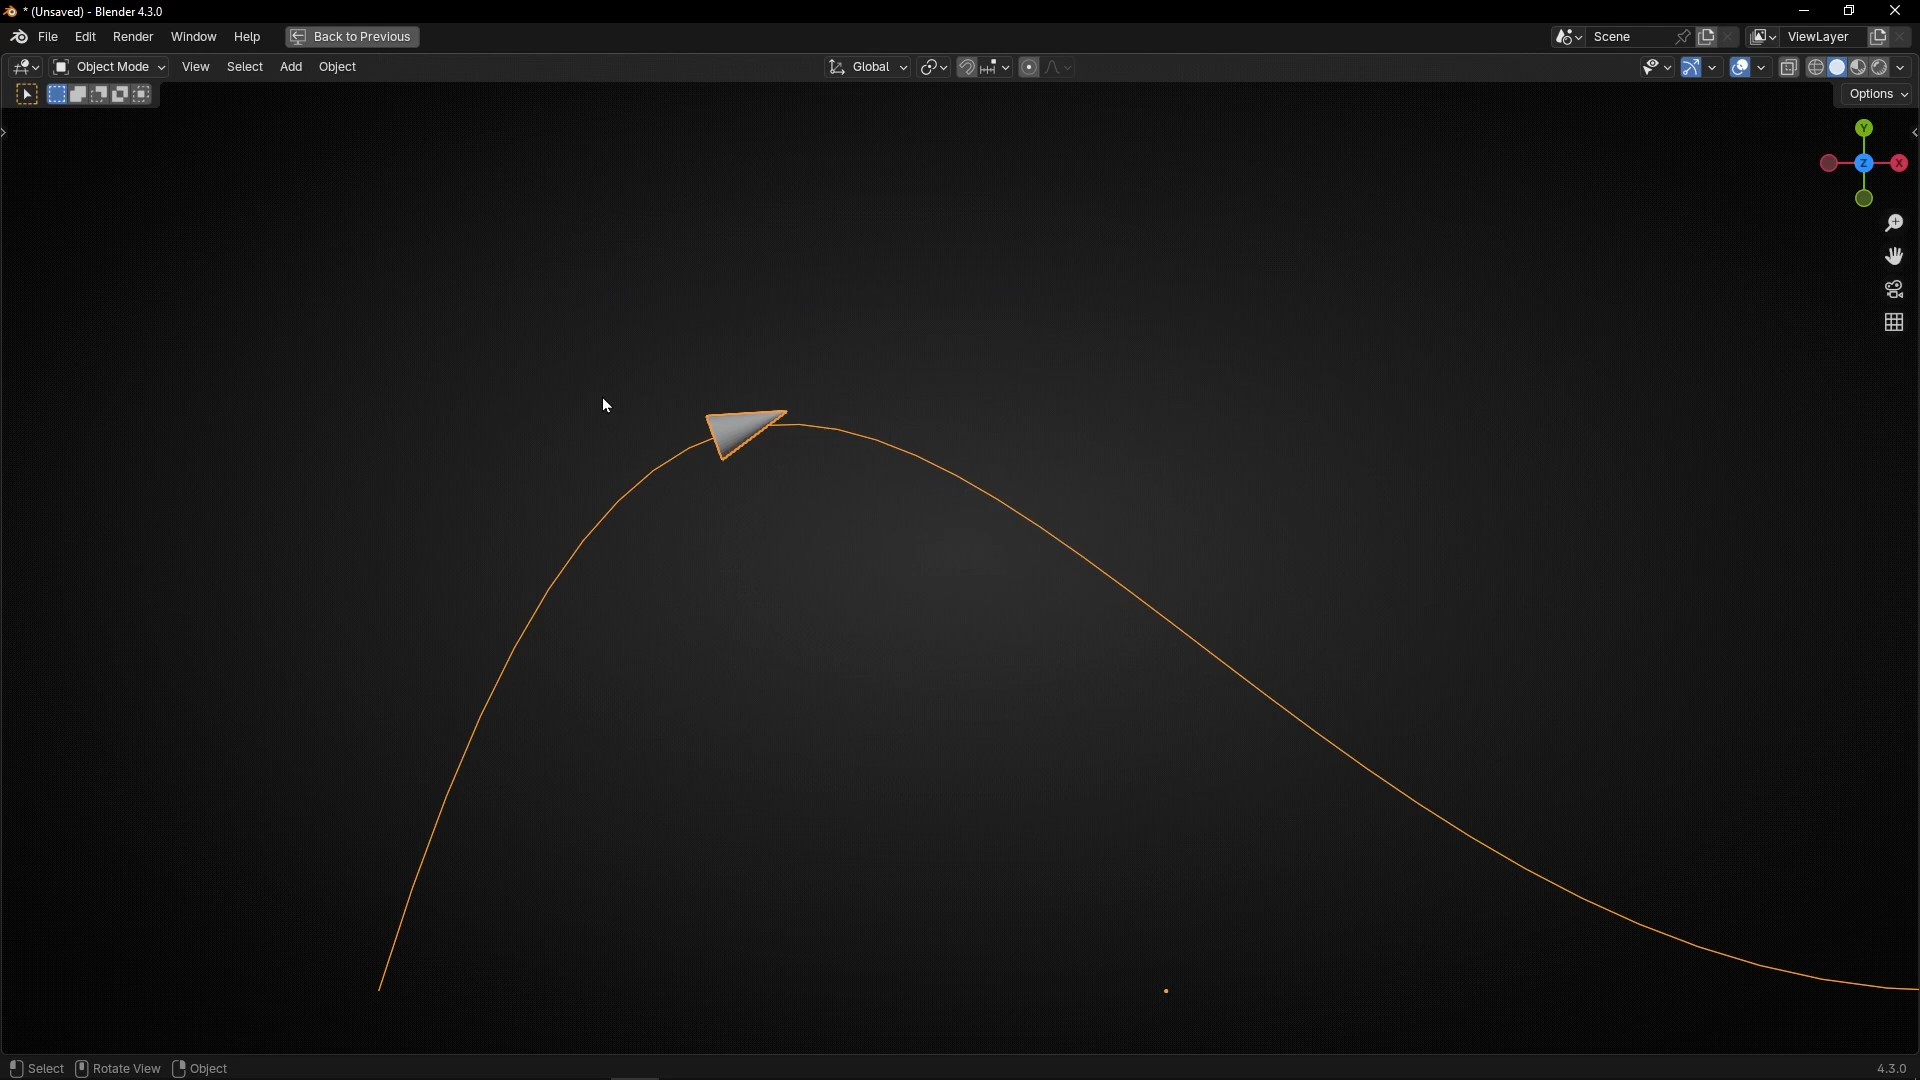 * (Unsaved) - Blender 4.3.0
File Edit Render Window Help Back to Previous Scene ViewLayer
Object Mode View Select Add Object Global
Options
Y
Z X
Select Rotate View Object 4.3.0